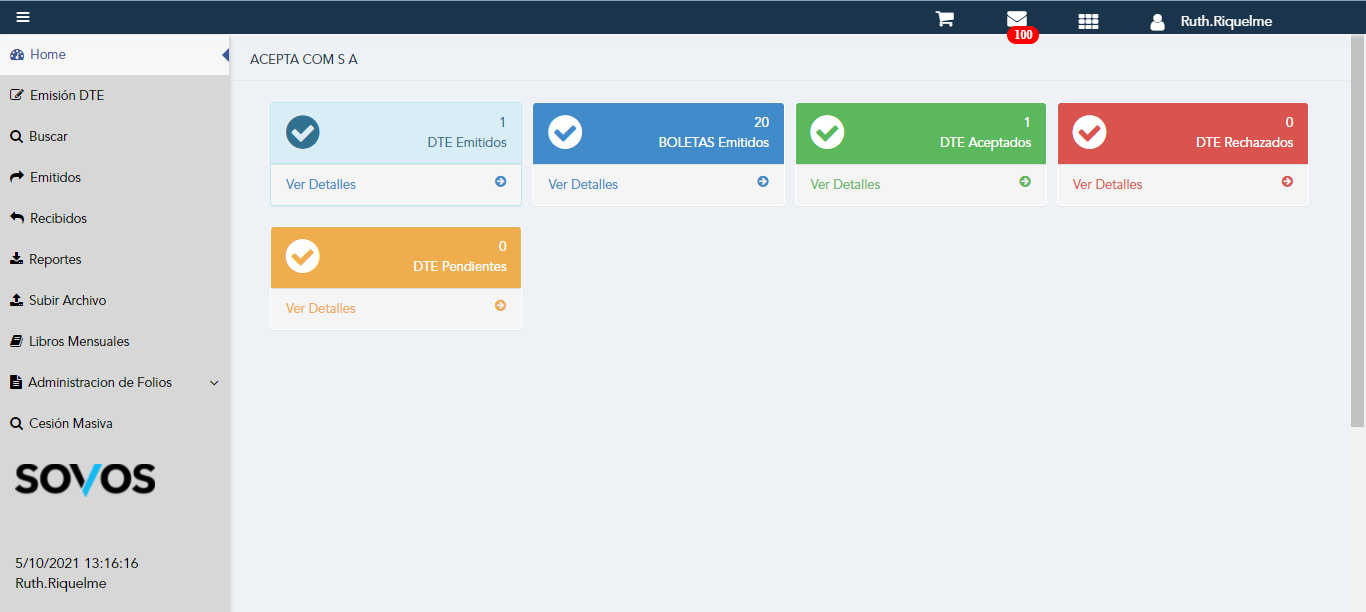 100
Ruth.Riquelme
Home
Emisión DTE
Buscar
Emitidos
Recibidos
Reportes
Subir Archivo
Libros Mensuales
Administracion de Folios
Cesión Masiva
SOVOS
5/10/2021 13:16:16
Ruth.Riquelme
ACEPTA COM S A
1
DTE Emitidos
Ver Detalles
20
BOLETAS Emitidos
Ver Detalles
1
DTE Aceptados
Ver Detalles
0
DTE Rechazados
Ver Detalles
0
DTE Pendientes
Ver Detalles